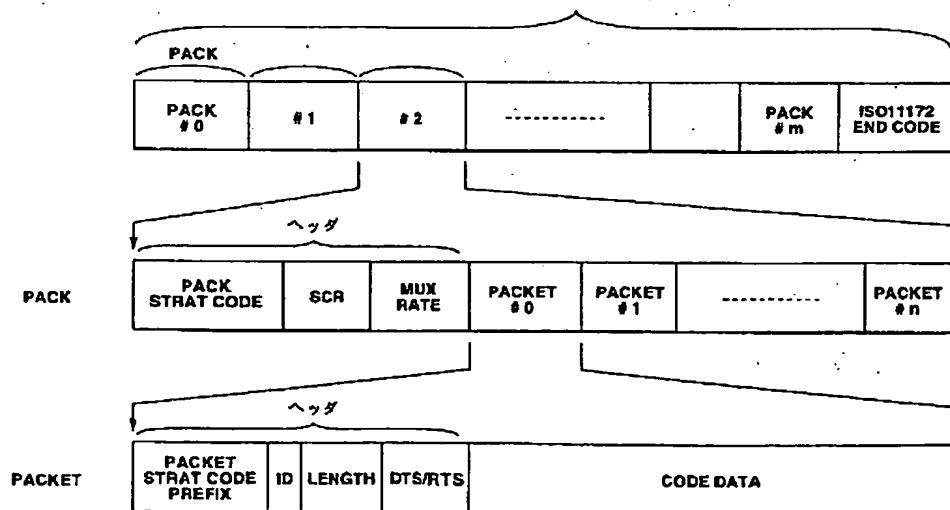 PACK
PACK
# 0
# 1
# 2
PACK
# m
ISO11172
END CODE
ヘッダ
PACK
PACK
STRAT CODE
SCR
MUX
RATE
PACKET
# 0
PACKET
# 1
PACKET
# n
ヘッダ
PACKET
PACKET
STRAT CODE
PREFIX
ID
LENGTH
DTS/RTS
CODE DATA